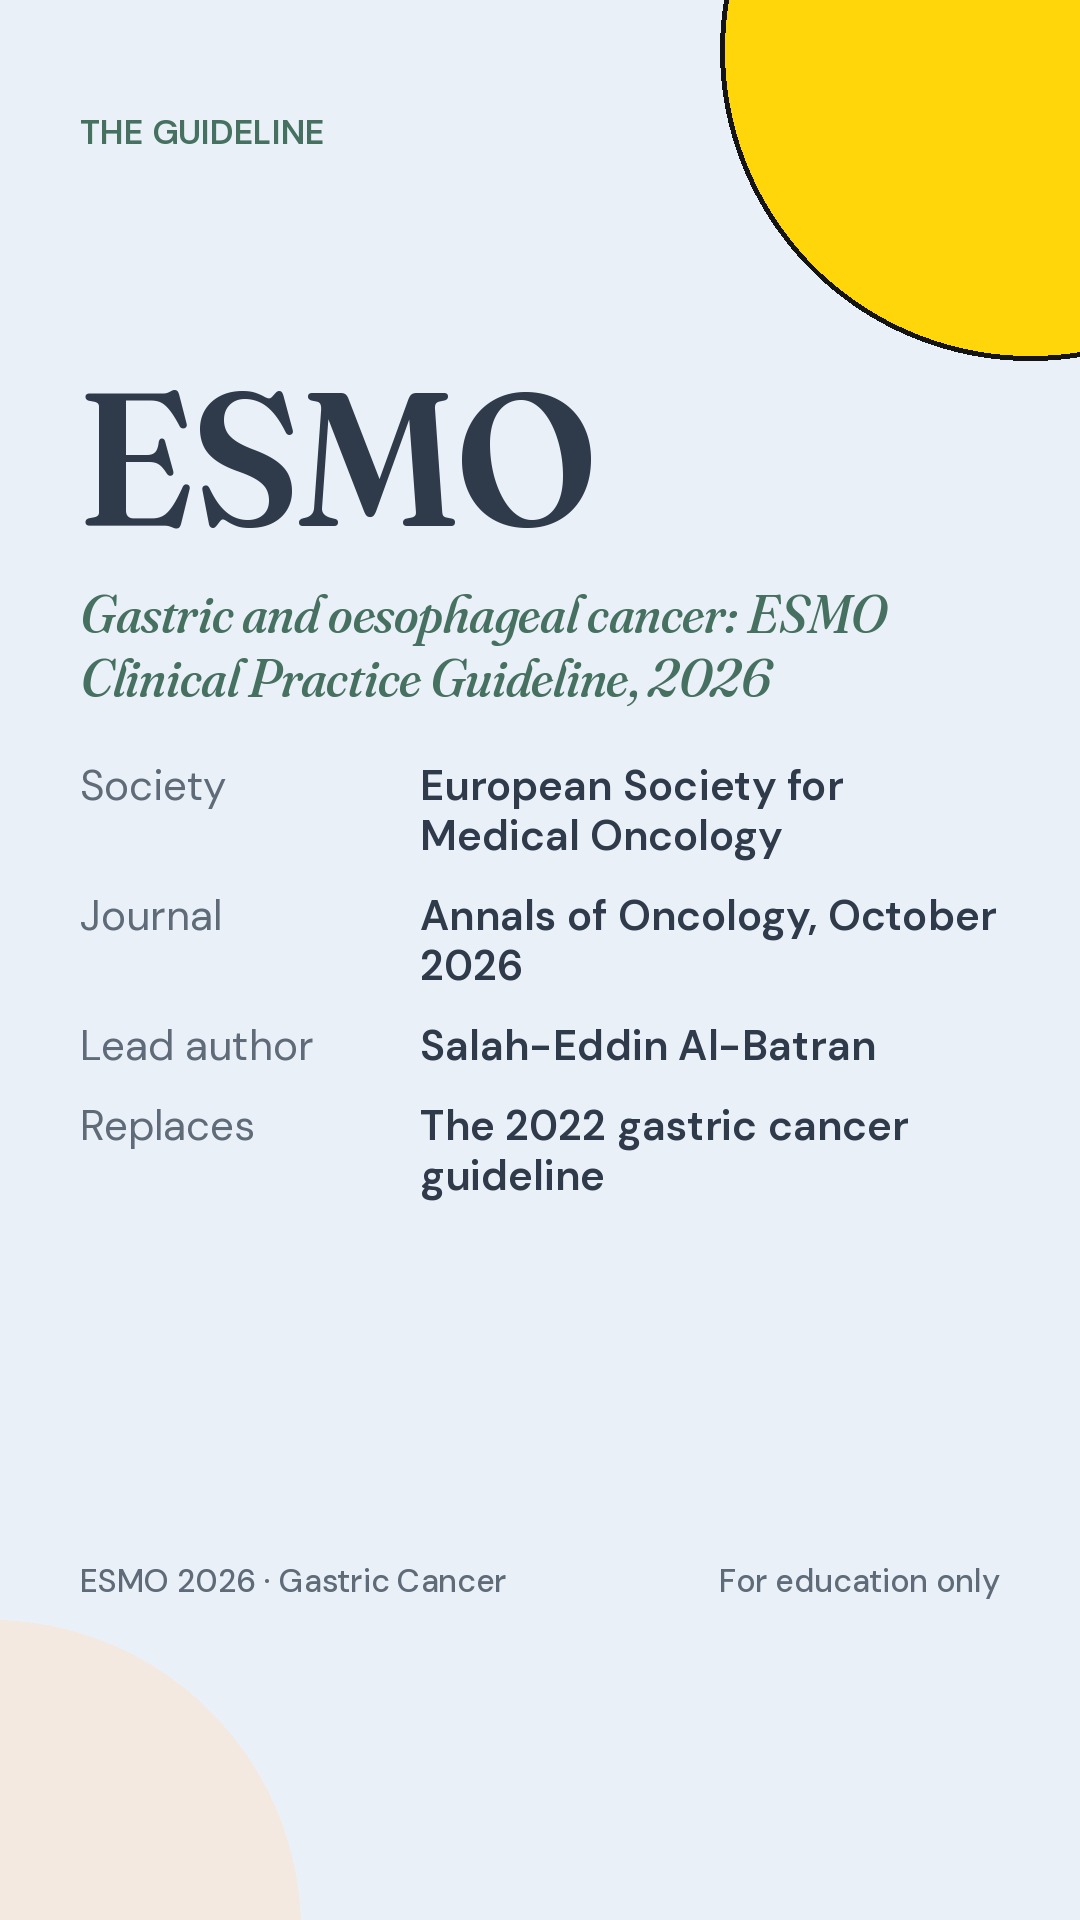 THE GUIDELINE
ESMO
Gastric and oesophageal cancer: ESMO
Clinical Practice Guideline, 2026
Society
European Society for
Medical Oncology
Journal
Annals of Oncology, October
2026
Lead author
Salah-Eddin Al-Batran
Replaces
The 2022 gastric cancer
guideline
ESMO 2026 · Gastric Cancer
For education only